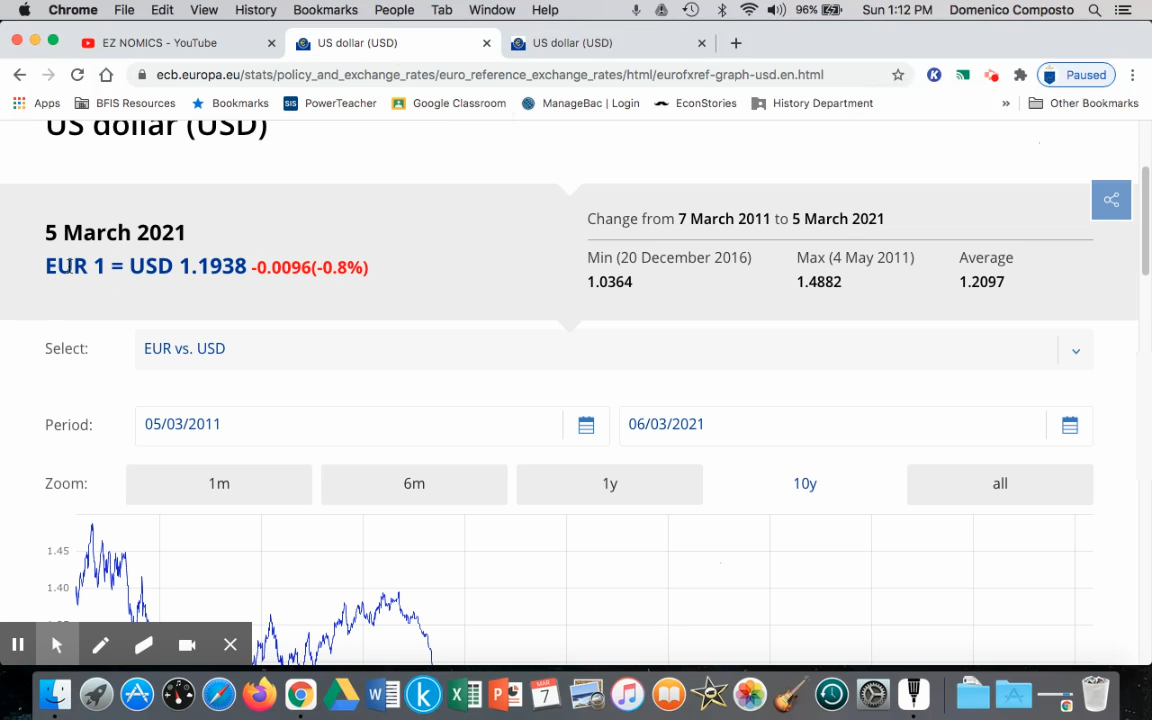 Chrome File Edit View History Bookmarks People Tab Window Help 96% Sun 1:12 PM Domenico Composto
EZ NOMICS - YouTube US dollar (USD) US dollar (USD)
ecb.europa.eu/stats/policy_and_exchange_rates/euro_reference_exchange_rates/html/eurofxref-graph-usd.en.html Paused
Apps BFIS Resources Bookmarks SIS PowerTeacher Google Classroom ManageBac | Login EconStories History Department » Other Bookmarks
US dollar (USD)
5 March 2021
EUR 1 = USD 1.1938 -0.0096(-0.8%)
Change from 7 March 2011 to 5 March 2021
Min (20 December 2016) Max (4 May 2011) Average
1.0364 1.4882 1.2097
Select: EUR vs. USD
Period: 05/03/2011 06/03/2021
Zoom: 1m 6m 1y 10y all
1.45
1.40
MAR
7